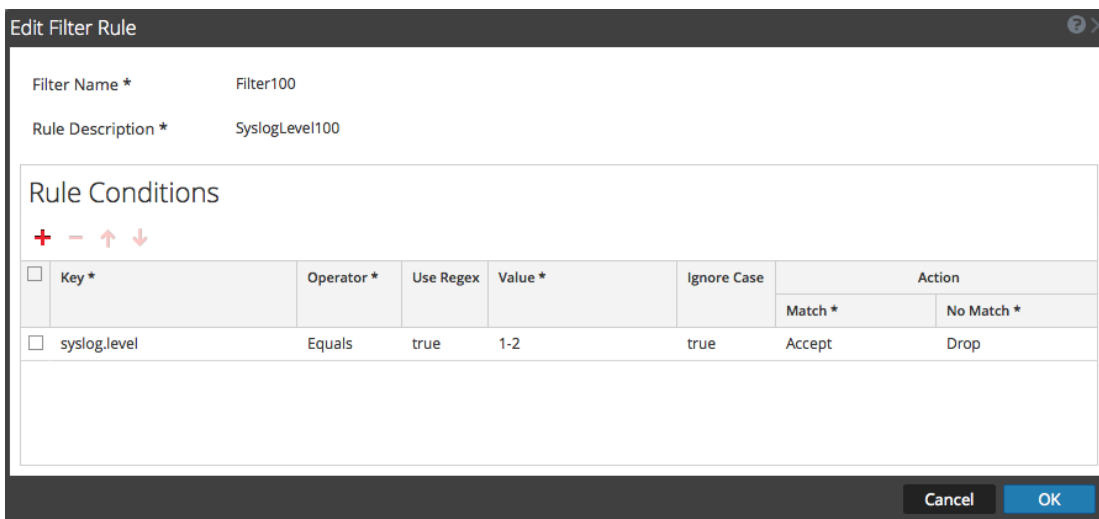 Edit Filter Rule
Filter Name * Filter100
Rule Description * SyslogLevel100
Rule Conditions
Key * Operator * Use Regex Value * Ignore Case Action
Match * No Match *
syslog.level Equals true 1-2 true Accept Drop
Cancel OK